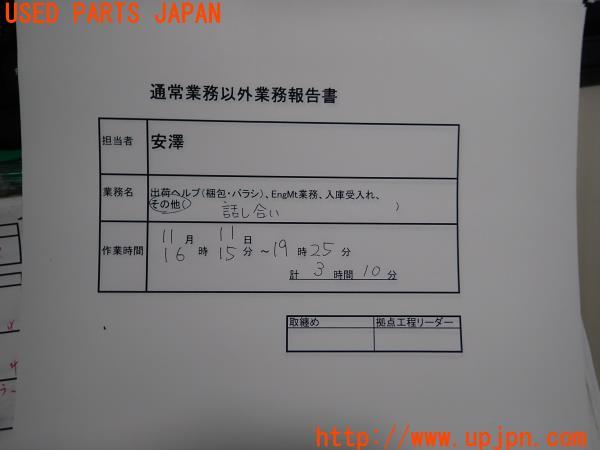 USED PARTS JAPAN
通常業務以外業務報告書
担当者 安澤
業務名 出荷ヘルプ(梱包・バラシ)、EngMt業務、入庫受入れ、
その他( 話し合い )
作業時間 11月 11日
16時 15分 ～19時25分
計 3 時間 10分
取纏め 拠点工程リーダー
http://www.upjpn.com/